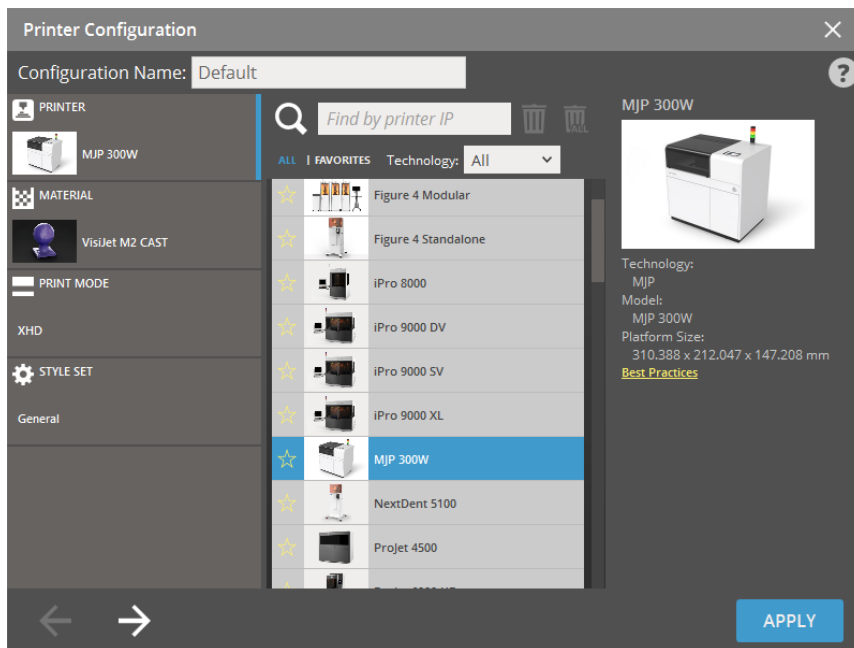 Printer Configuration
Configuration Name: Default
?
PRINTER
MJP 300W
MATERIAL
VisiJet M2 CAST
PRINT MODE
XHD
STYLE SET
General
Find by printer IP
ALL
ALL | FAVORITES Technology: All
Figure 4 Modular
Figure 4 Standalone
iPro 8000
iPro 9000 DV
iPro 9000 SV
iPro 9000 XL
MJP 300W
NextDent 5100
ProJet 4500
MJP 300W
Technology:
MJP
Model:
MJP 300W
Platform Size:
310.388 x 212.047 x 147.208 mm
Best Practices
APPLY